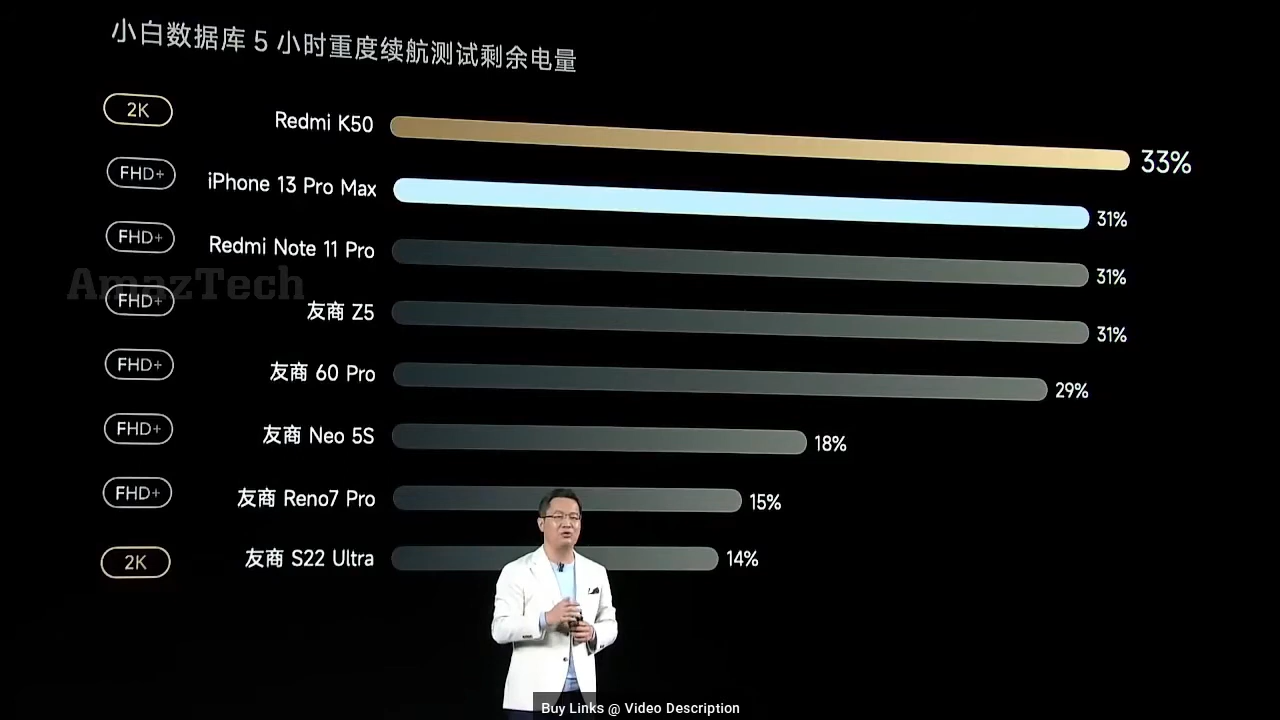 小白数据库 5 小时重度续航测试剩余电量
2K Redmi K50 33%
FHD+ iPhone 13 Pro Max 31%
FHD+ Redmi Note 11 Pro 31%
AmazTech
FHD+ 友商 Z5 31%
FHD+ 友商 60 Pro 29%
FHD+ 友商 Neo 5S 18%
FHD+ 友商 Reno7 Pro 15%
2K 友商 S22 Ultra 14%
Buy Links @ Video Description